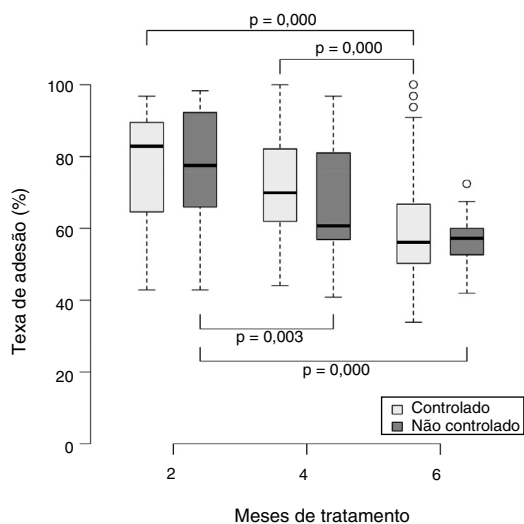 p = 0,000
p = 0,000
100
80
60
40
20
0
Texa de adesão (%)
p = 0,003
p = 0,000
Controlado
Não controlado
2
4
6
Meses de tratamento